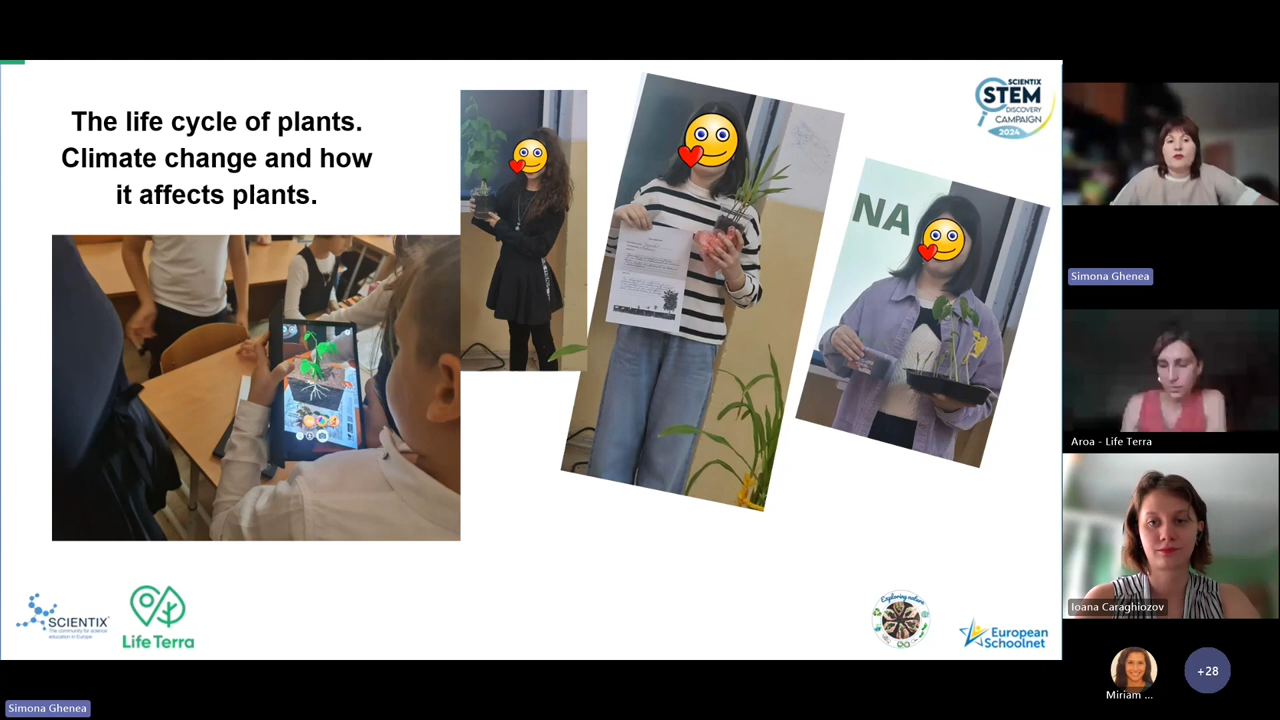 The life cycle of plants.
Climate change and how
it affects plants.
SCIENTIX
STEM
DISCOVERY
CAMPAIGN
2024
NA
SCIENTIX
The community for science
education in Europe
Life Terra
Exploring nature
European
Schoolnet
Simona Ghenea
Aroa - Life Terra
Ioana Caraghiozov
Miriam ...
+28
Simona Ghenea